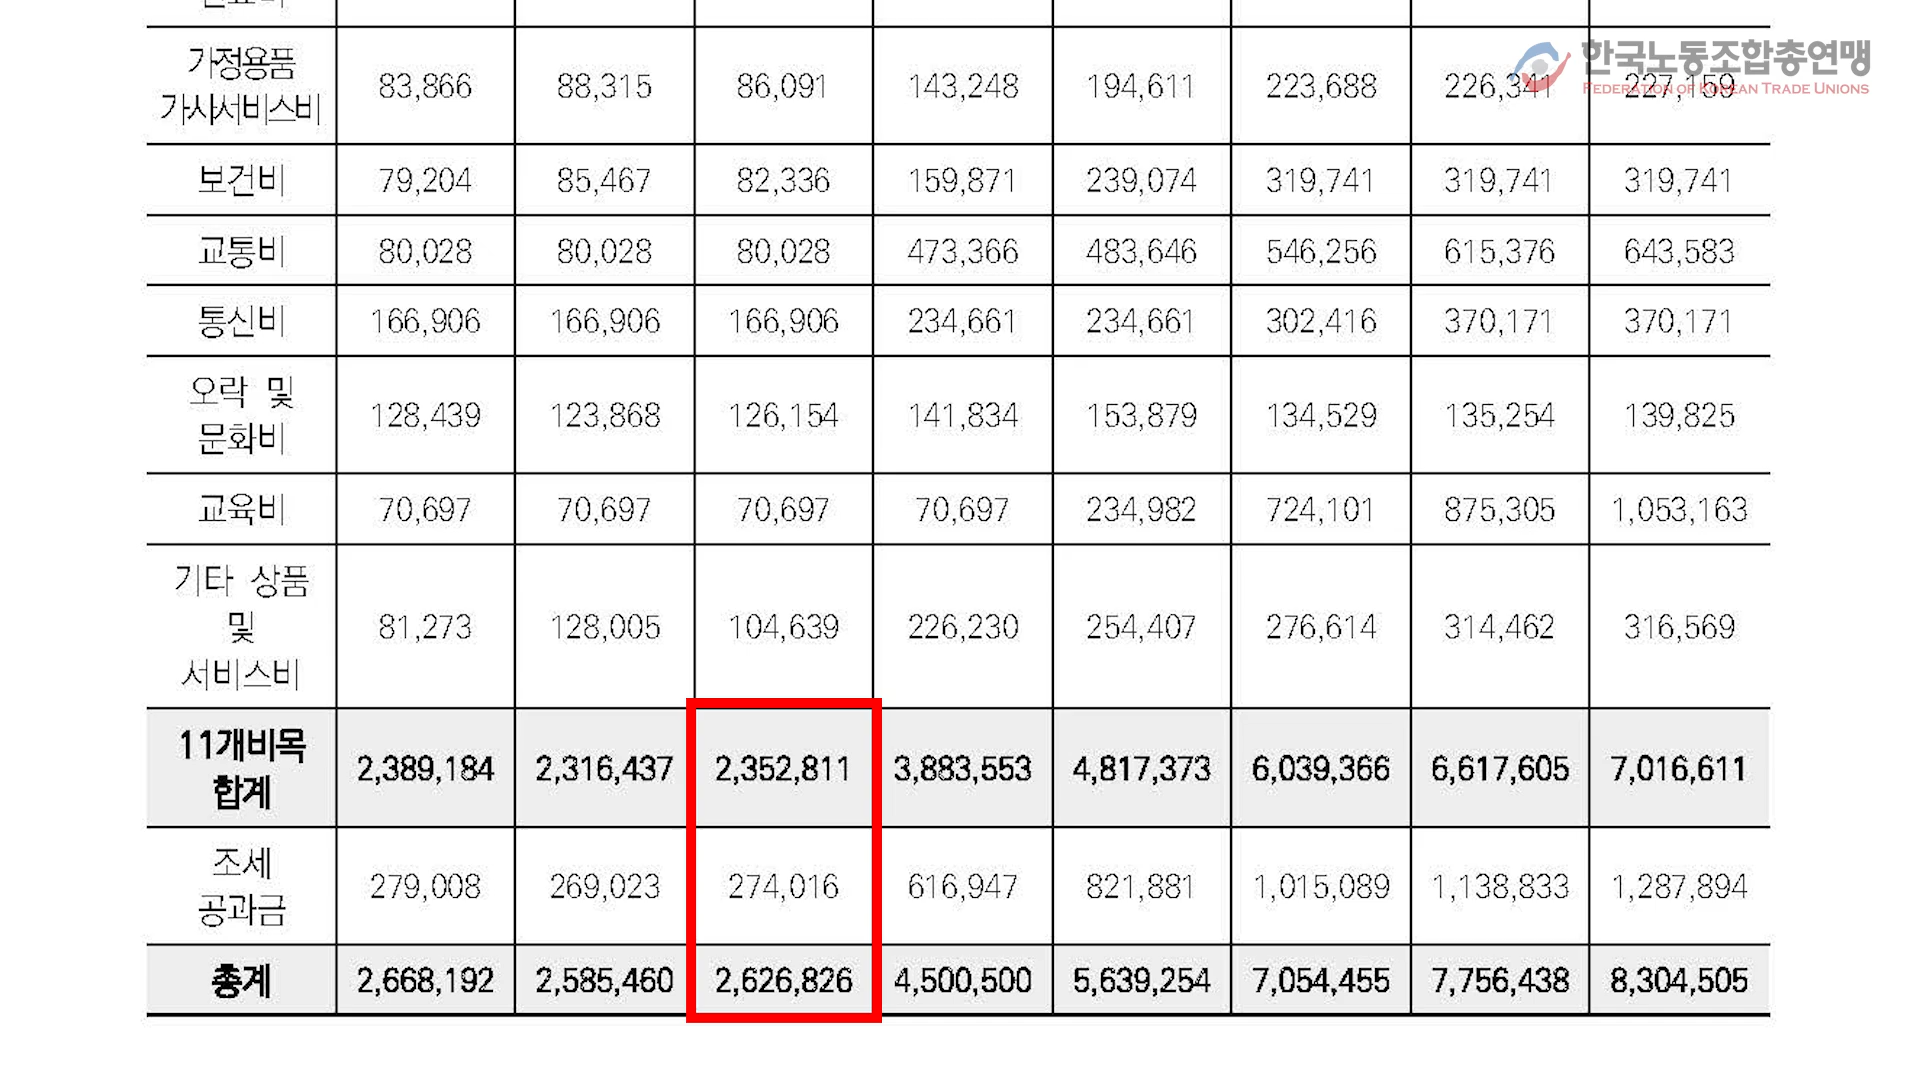 한국노동조합총연맹
FEDERATION OF KOREAN TRADE UNIONS
가정용품
가사서비스비 83,866 88,315 86,091 143,248 194,611 223,688 226,341 227,159
보건비 79,204 85,467 82,336 159,871 239,074 319,741 319,741 319,741
교통비 80,028 80,028 80,028 473,366 483,646 546,256 615,376 643,583
통신비 166,906 166,906 166,906 234,661 234,661 302,416 370,171 370,171
오락 및
문화비 128,439 123,868 126,154 141,834 153,879 134,529 135,254 139,825
교육비 70,697 70,697 70,697 70,697 234,982 724,101 875,305 1,053,163
기타 상품
및 81,273 128,005 104,639 226,230 254,407 276,614 314,462 316,569
서비스비
11개비목
합계 2,389,184 2,316,437 2,352,811 3,883,553 4,817,373 6,039,366 6,617,605 7,016,611
조세
공과금 279,008 269,023 274,016 616,947 821,881 1,015,089 1,138,833 1,287,894
총계 2,668,192 2,585,460 2,626,826 4,500,500 5,639,254 7,054,455 7,756,438 8,304,505